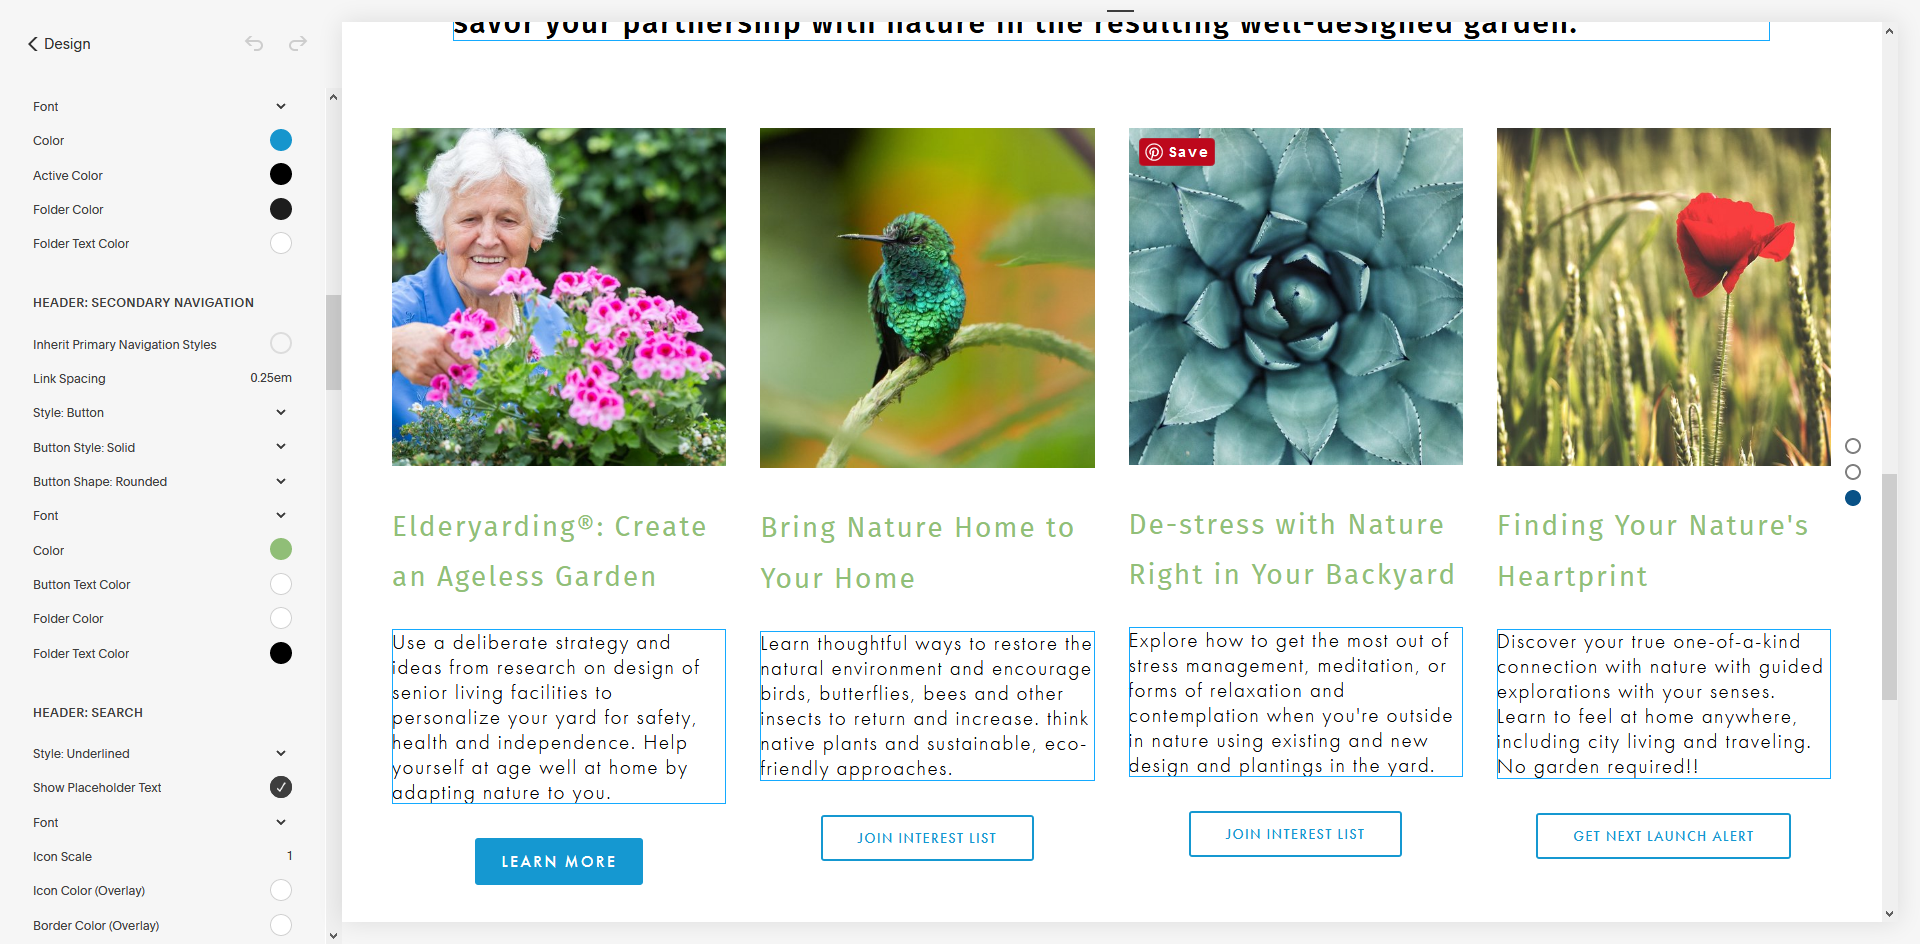 Design
Font
Color
Active Color
Folder Color
Folder Text Color
HEADER: SECONDARY NAVIGATION
Inherit Primary Navigation Styles
Link Spacing 0.25em
Style: Button
Button Style: Solid
Button Shape: Rounded
Font
Color
Button Text Color
Folder Color
Folder Text Color
HEADER: SEARCH
Style: Underlined
Show Placeholder Text
Font
Icon Scale 1
Icon Color (Overlay)
Border Color (Overlay)
savor your partnership with nature in the resulting well-designed garden.
Save
Elderyarding®: Create
an Ageless Garden
Use a deliberate strategy and
ideas from research on design of
senior living facilities to
personalize your yard for safety,
health and independence. Help
yourself at age well at home by
adapting nature to you.
LEARN MORE
Bring Nature Home to
Your Home
Learn thoughtful ways to restore the
natural environment and encourage
birds, butterflies, bees and other
insects to return and increase. think
native plants and sustainable, eco-
friendly approaches.
JOIN INTEREST LIST
De-stress with Nature
Right in Your Backyard
Explore how to get the most out of
stress management, meditation, or
forms of relaxation and
contemplation when you're outside
in nature using existing and new
design and plantings in the yard.
JOIN INTEREST LIST
Finding Your Nature's
Heartprint
Discover your true one-of-a-kind
connection with nature with guided
explorations with your senses.
Learn to feel at home anywhere,
including city living and traveling.
No garden required!!
GET NEXT LAUNCH ALERT